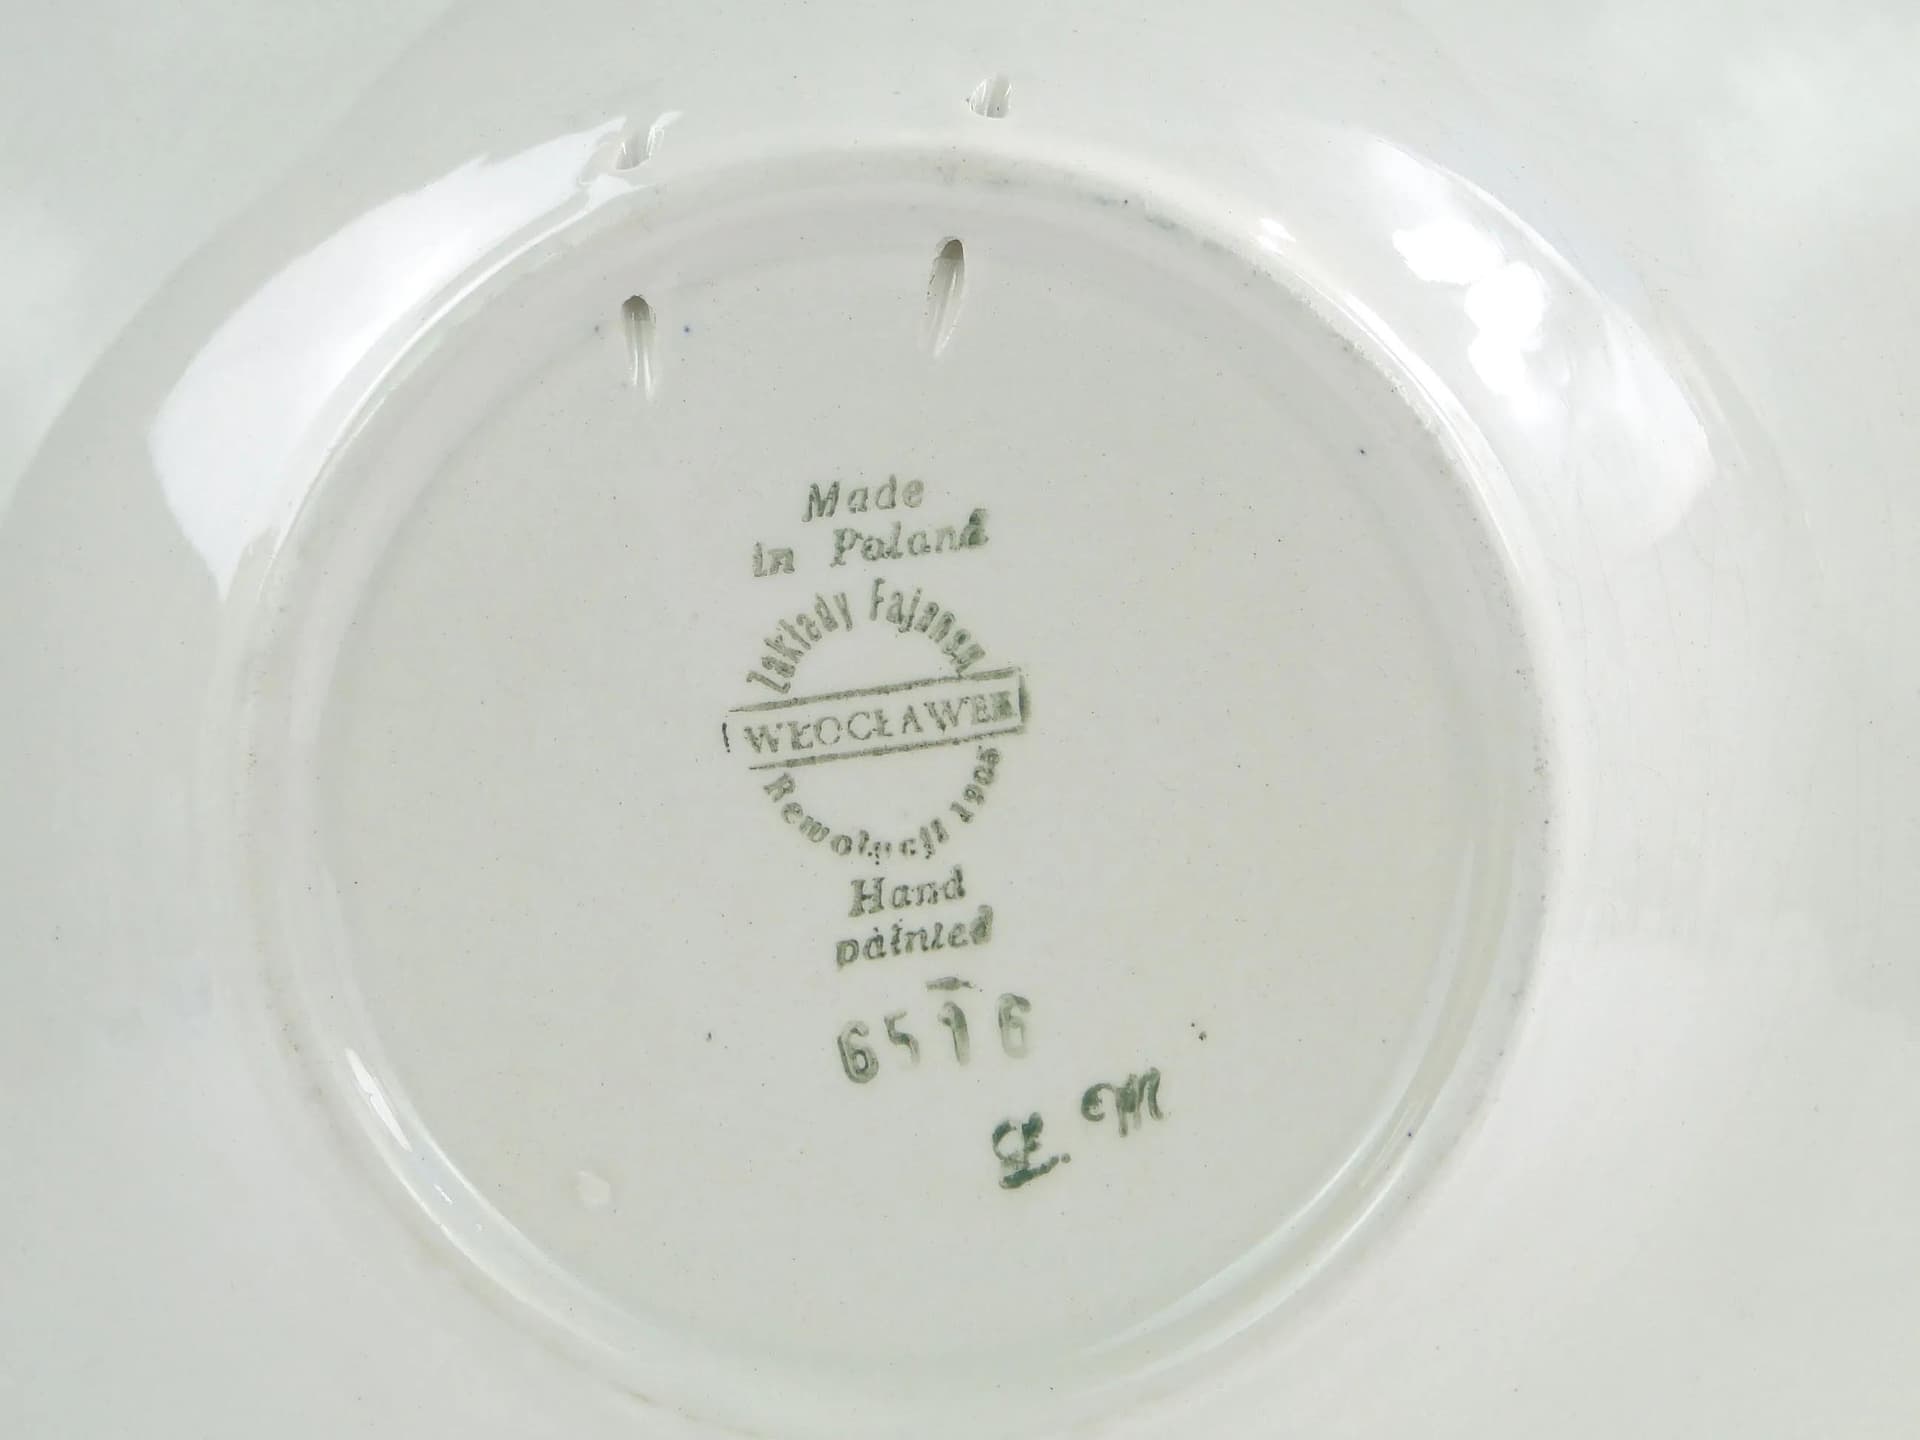 Made
in Poland
Zakłady Fajansu
WŁOCŁAWEK
Rewolucji 1905
Hand
painted
6516
Ł. M